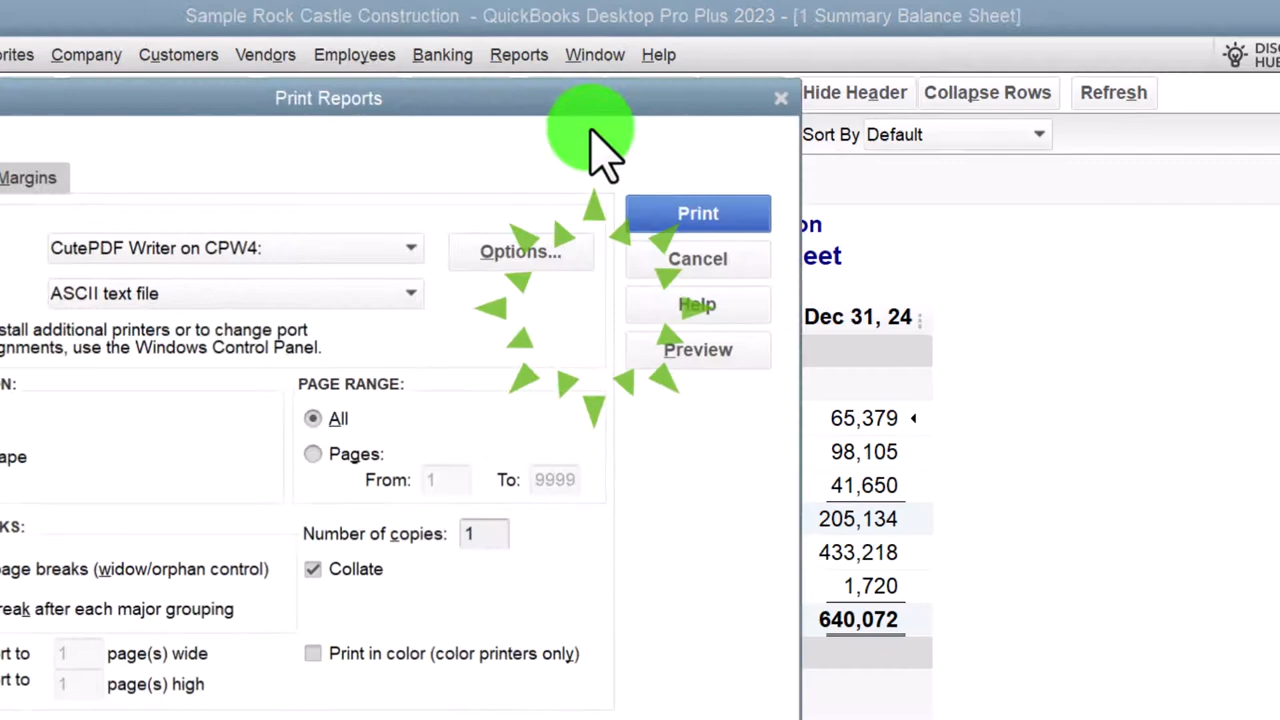 Sample Rock Castle Construction - QuickBooks Desktop Pro Plus 2023 - [1 Summary Balance Sheet]
orites Company Customers Vendors Employees Banking Reports Window Help
DISC
HUB
Print Reports
Hide Header Collapse Rows Refresh
Sort By Default
Margins
Print
on
CutePDF Writer on CPW4:
Options...
Cancel
eet
ASCII text file
Help
Dec 31, 24
stall additional printers or to change port
gnments, use the Windows Control Panel.
Preview
N:
PAGE RANGE:
All
65,379
ape
Pages:
98,105
From: 1 To: 9999
41,650
205,134
KS:
Number of copies: 1
433,218
page breaks (widow/orphan control)
Collate
1,720
reak after each major grouping
640,072
rt to 1 page(s) wide
Print in color (color printers only)
rt to 1 page(s) high